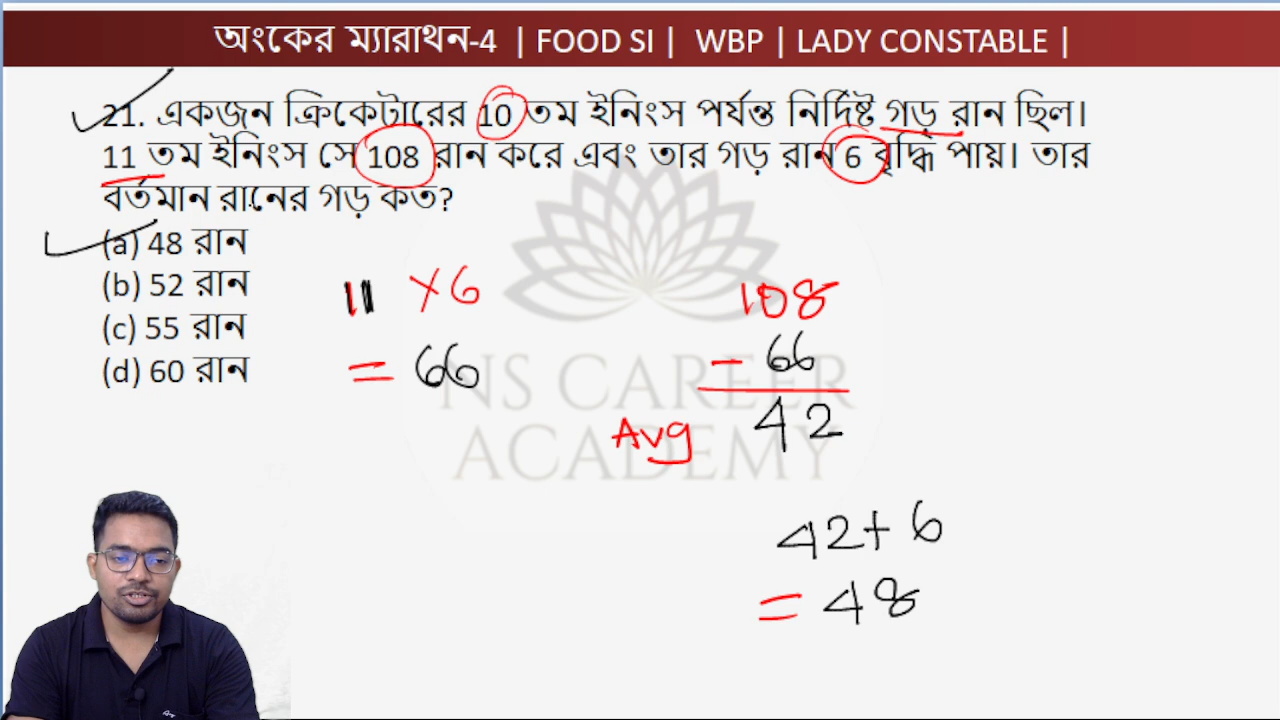 অংকের ম্যারাথন-4 | FOOD SI | WBP | LADY CONSTABLE |
21. একজন ক্রিকেটারের 10 তম ইনিংস পর্যন্ত নির্দিষ্ট গড় রান ছিল।
11 তম ইনিংস সে 108 রান করে এবং তার গড় রান 6 বৃদ্ধি পায়। তার
বর্তমান রানের গড় কত?
(a) 48 রান
(b) 52 রান
(c) 55 রান
(d) 60 রান
11 × 6
= 66
108
- 66
Avg 42
42+ 6
= 48
NS CAREER
ACADEMY